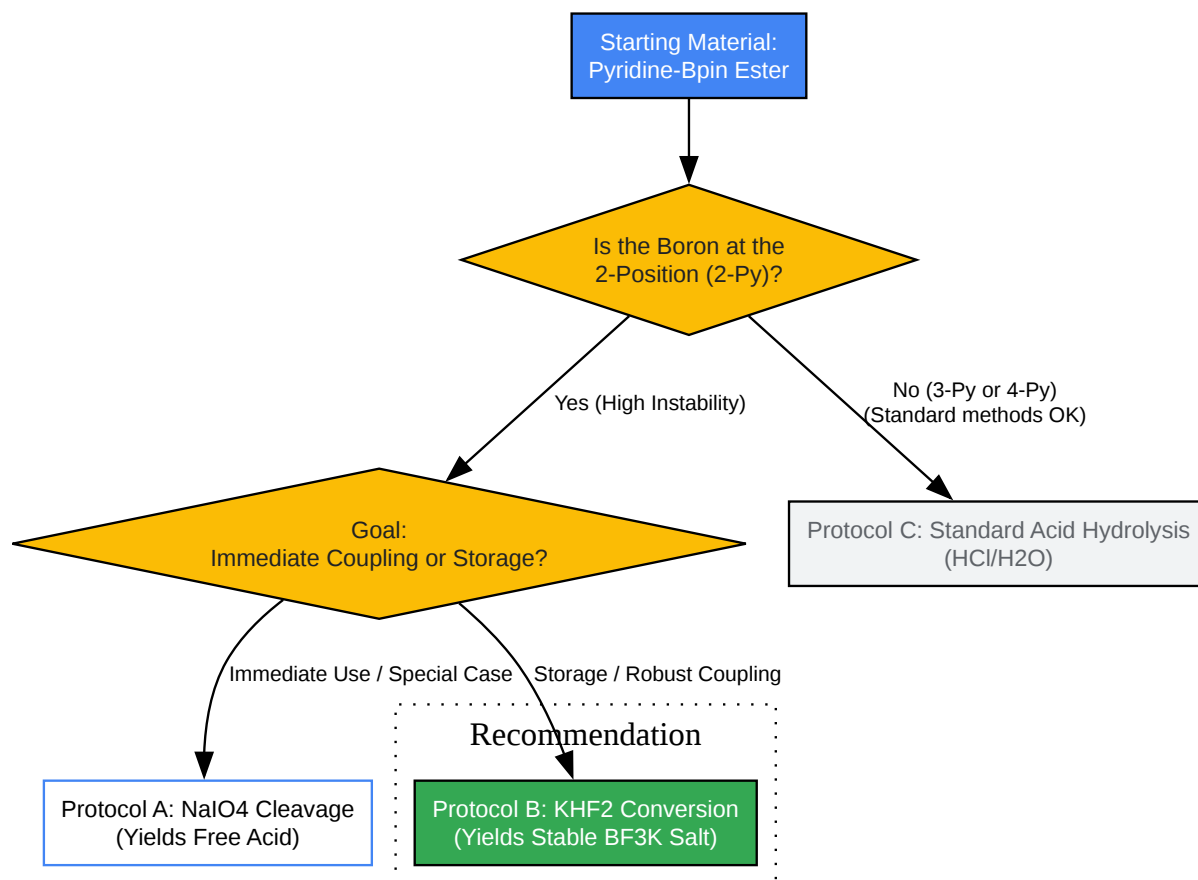 Starting Material:
Pyridine-Bpin Ester
Is the Boron at the
2-Position (2-Py)?
Yes (High Instability)
No (3-Py or 4-Py)
(Standard methods OK)
Goal:
Immediate Coupling or Storage?
Protocol C: Standard Acid Hydrolysis
(HCl/H2O)
Immediate Use / Special Case
Storage / Robust Coupling
Recommendation
Protocol A: NaIO4 Cleavage
(Yields Free Acid)
Protocol B: KHF2 Conversion
(Yields Stable BF3K Salt)